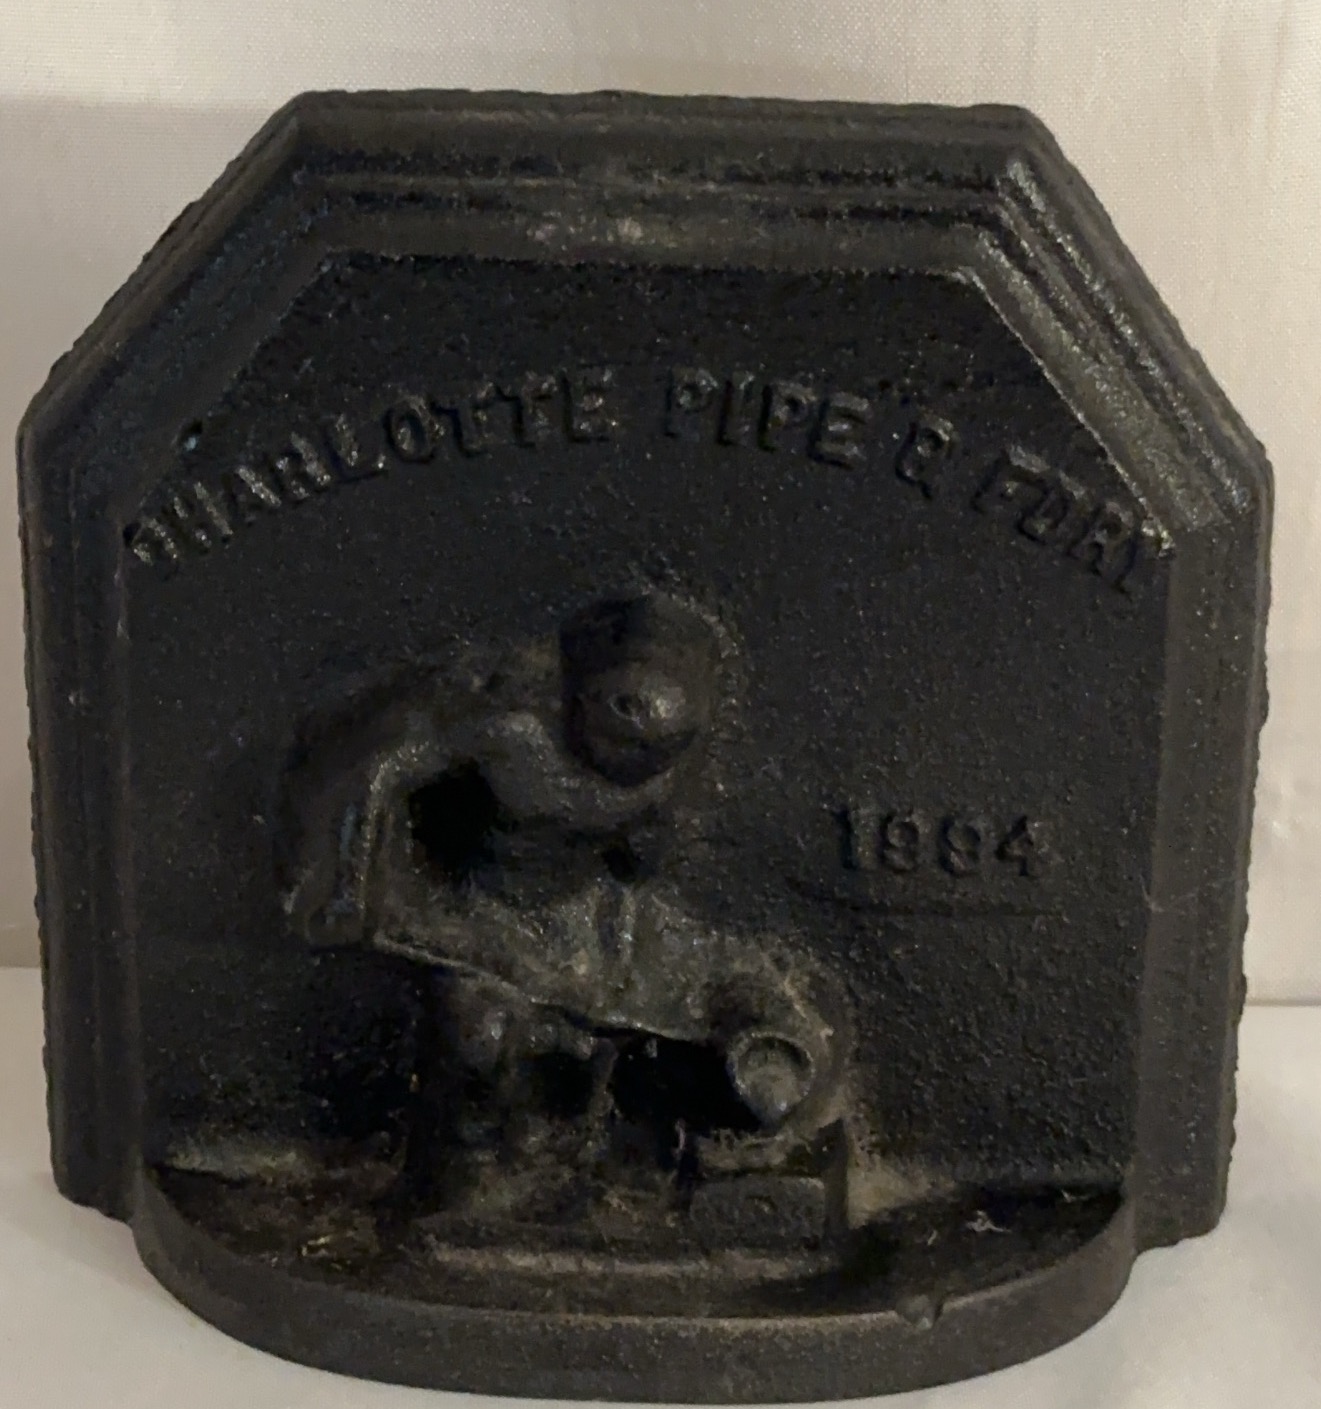 CHARLOTTE PIPE & FDRY
1994